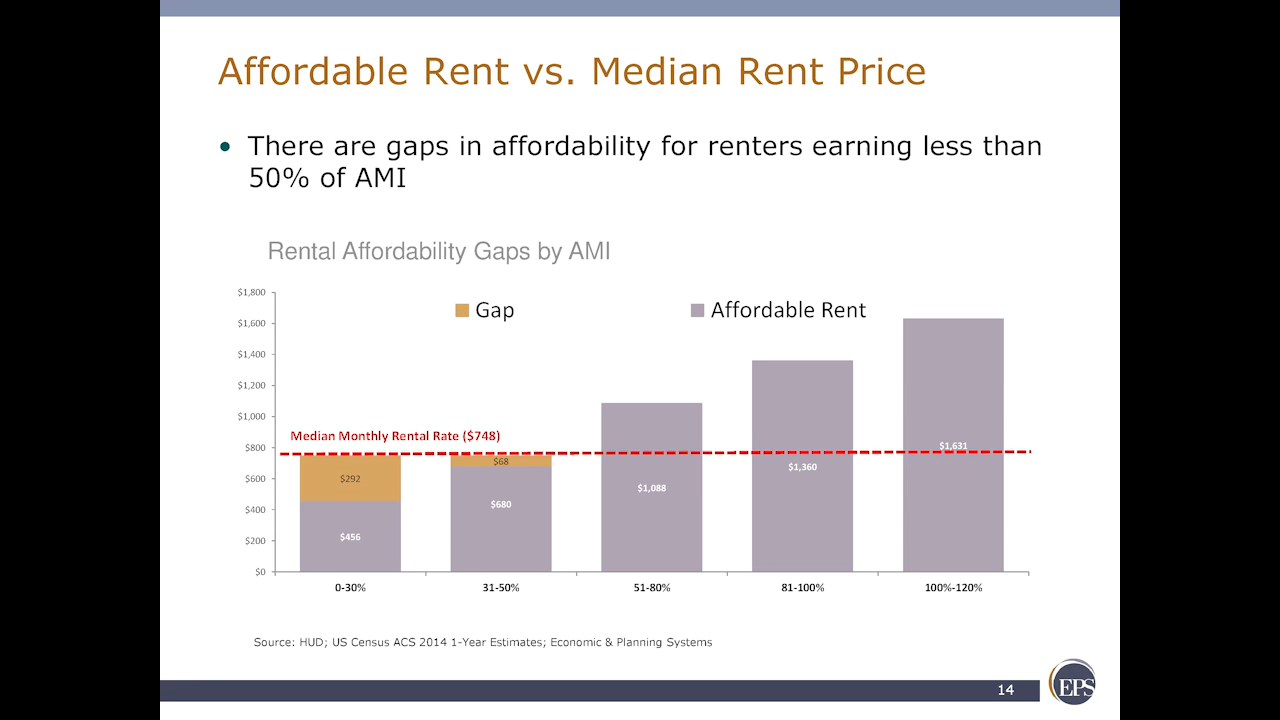 Affordable Rent vs. Median Rent Price
• There are gaps in affordability for renters earning less than
50% of AMI
Rental Affordability Gaps by AMI
Gap
Affordable Rent
$1,800
$1,600
$1,400
$1,200
$1,000
$800
$600
$400
$200
$0
Median Monthly Rental Rate ($748)
$292
$456
$68
$680
$1,088
$1,360
$1,631
0-30%
31-50%
51-80%
81-100%
100%-120%
Source: HUD; US Census ACS 2014 1-Year Estimates; Economic & Planning Systems
14
EPS